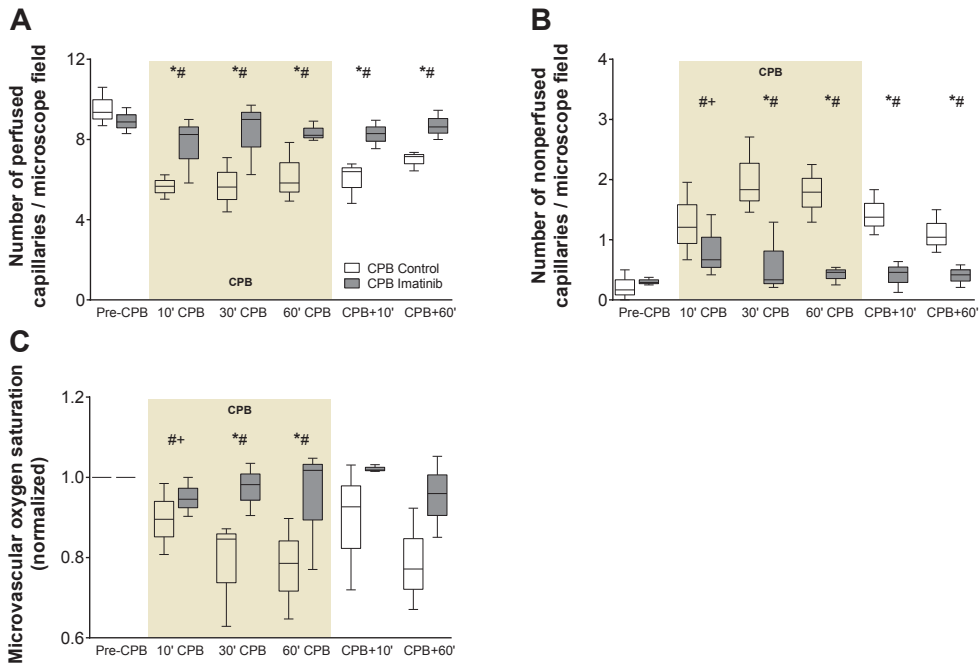 A
Number of perfused
capillaries / microscope field
12
9
6
3
0
*# *# *# *# *#
CPB
CPB Control
CPB Imatinib
Pre-CPB 10' CPB 30' CPB 60' CPB CPB+10' CPB+60'
B
Number of nonperfused
capillaries / microscope field
4
3
2
1
0
CPB
#+ *# *# *# *#
Pre-CPB 10' CPB 30' CPB 60' CPB CPB+10' CPB+60'
C
Microvascular oxygen saturation
(normalized)
1.2
1.0
0.8
0.6
CPB
#+ *# *#
Pre-CPB 10' CPB 30' CPB 60' CPB CPB+10' CPB+60'